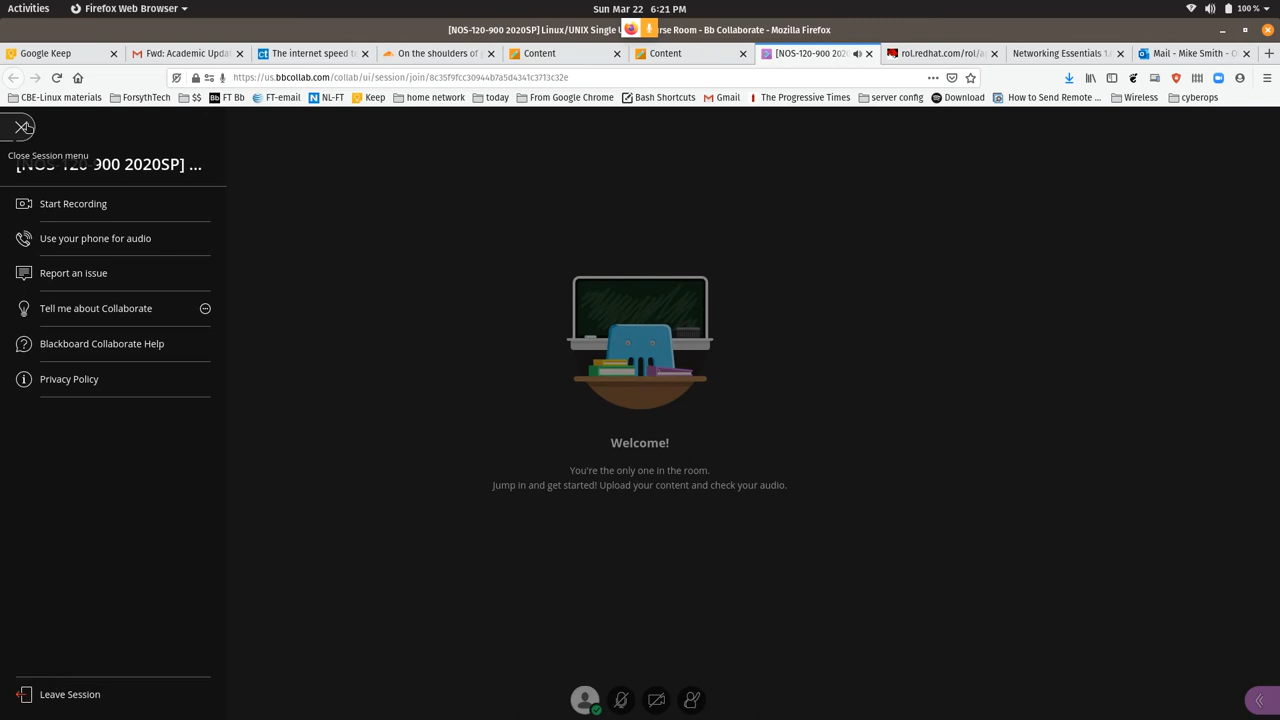 Activities
Firefox Web Browser
Sun Mar 22 6:21 PM
100 %
[NOS-120-900 2020SP] Linux/UNIX Single U rse Room - Bb Collaborate - Mozilla Firefox
Google Keep
Fwd: Academic Updat
The internet speed te
On the shoulders of
Content
Content
[NOS-120-900 202
rol.redhat.com/rol/a
Networking Essentials 1
Mail - Mike Smith - O
https://us.bbcollab.com/collab/ui/session/join/8c35f9fcc30944b7a5d4341c3713c32e
CBE-Linux materials
ForsythTech
$$
Bb FT Bb
FT-email
NL-FT
Keep
home network
today
From Google Chrome
Bash Shortcuts
Gmail
The Progressive Times
server config
Download
How to Send Remote ...
Wireless
cyberops
Close Session menu
[NOS-120-900 2020SP] ...
Start Recording
Use your phone for audio
Report an issue
Tell me about Collaborate
Blackboard Collaborate Help
Privacy Policy
Welcome!
You're the only one in the room.
Jump in and get started! Upload your content and check your audio.
Leave Session